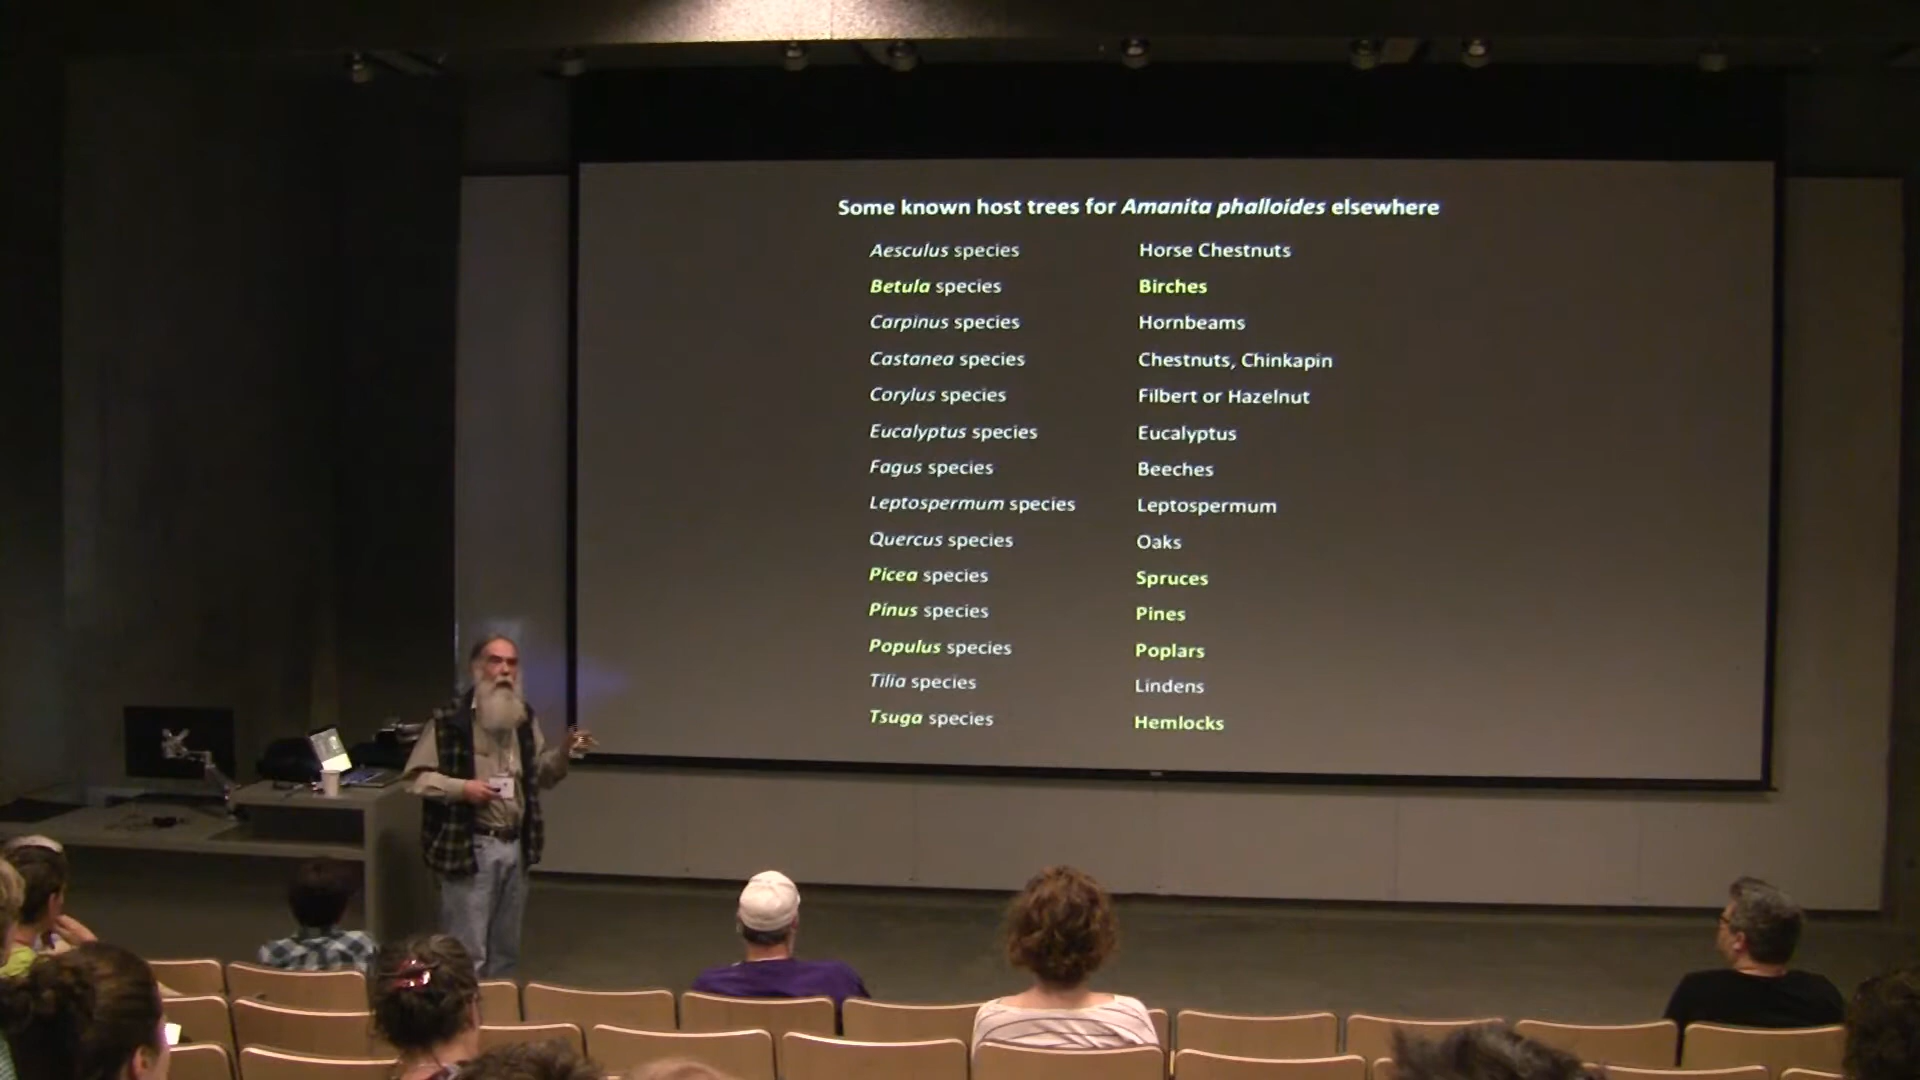 Some known host trees for Amanita phalloides elsewhere
Aesculus species Horse Chestnuts
Betula species Birches
Carpinus species Hornbeams
Castanea species Chestnuts, Chinkapin
Corylus species Filbert or Hazelnut
Eucalyptus species Eucalyptus
Fagus species Beeches
Leptospermum species Leptospermum
Quercus species Oaks
Picea species Spruces
Pinus species Pines
Populus species Poplars
Tilia species Lindens
Tsuga species Hemlocks